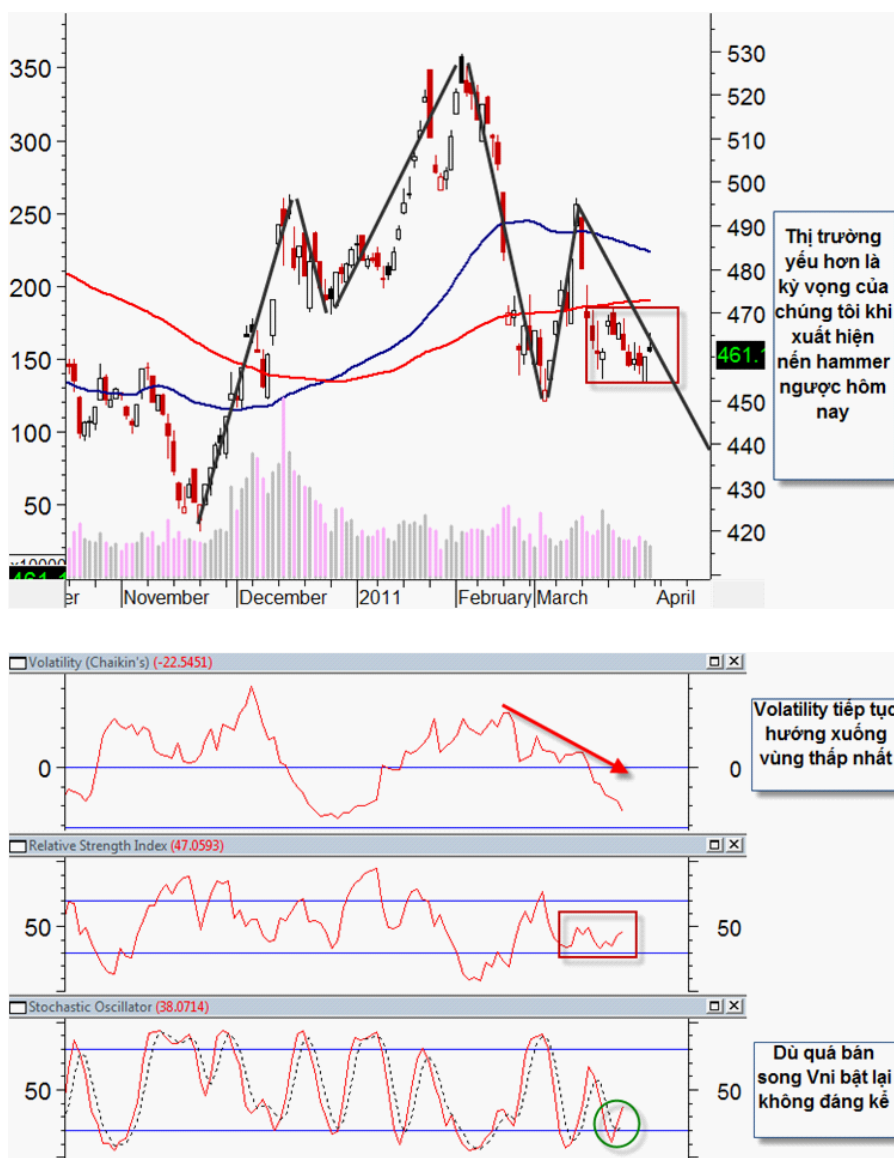 350
300
250
200
150
100
50
x10000
530
520
510
500
490
480
470
461.1
450
440
430
420
er
November
December
2011
February
March
April
Thị trường
yếu hơn là
kỳ vọng của
chúng tôi khi
xuất hiện
nến hammer
ngược hôm
nay
Volatility (Chaikin's) (-22.5451)
0
0
Volatility tiếp tục
hướng xuống
vùng thấp nhất
Relative Strength Index (47.0593)
50
50
Stochastic Oscillator (38.0714)
50
50
Dù quá bán
song Vni bật lại
không đáng kể